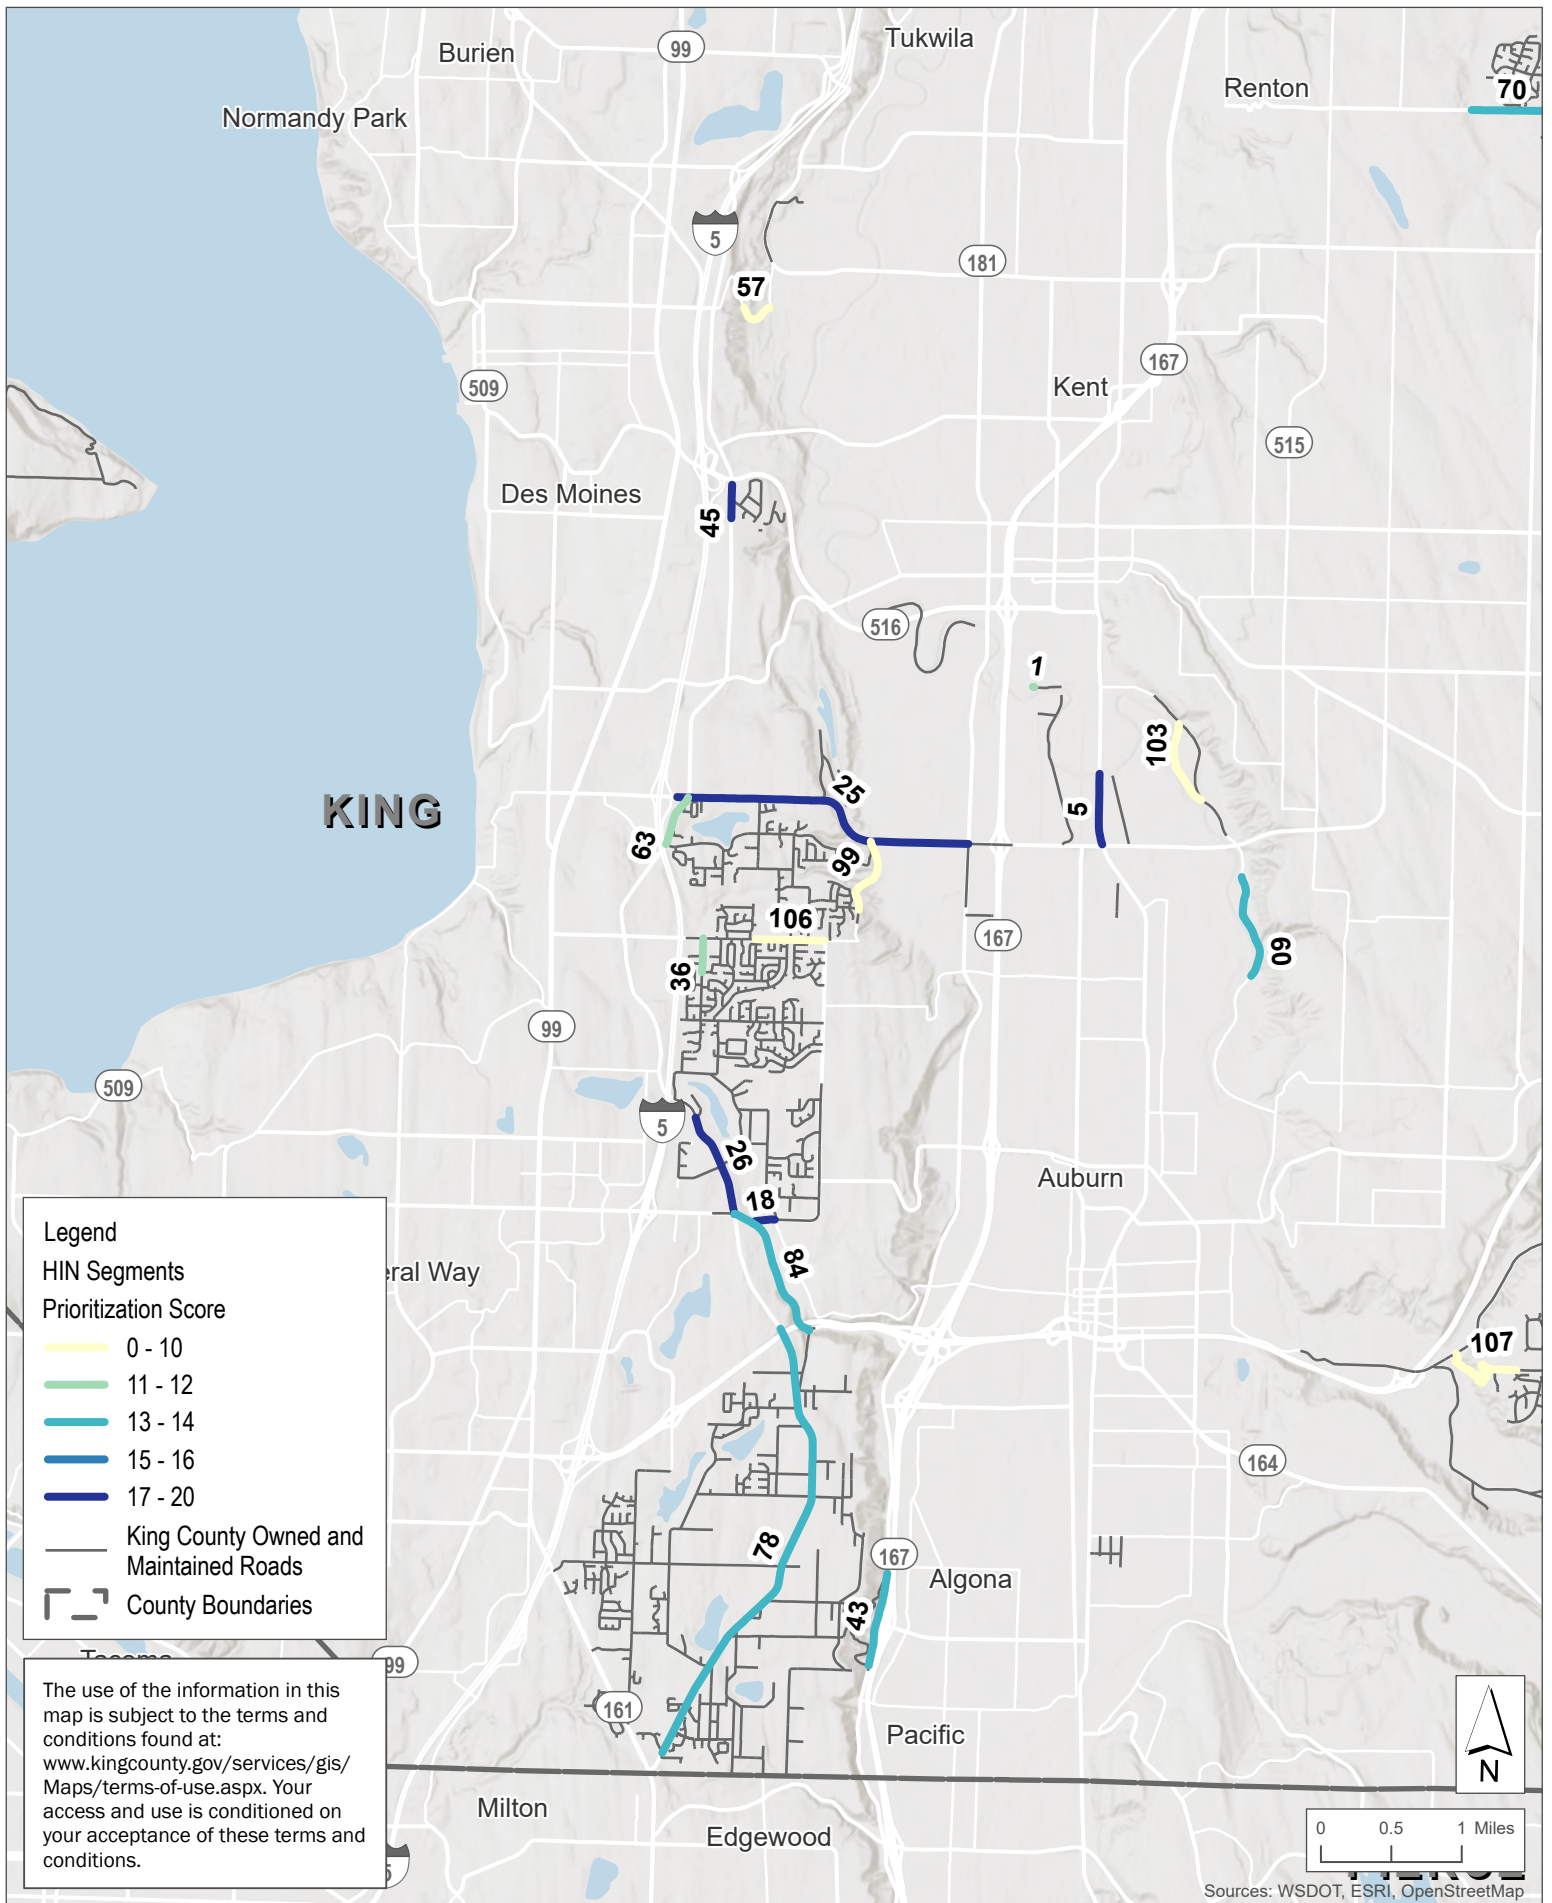 Burien
99
Tukwila
Renton
70
Normandy Park
5
181
57
167
Kent
509
515
Des Moines
45
516
1
103
25
5
KING
63
99
106
167
36
60
99
509
5
26
Auburn
18
84
eral Way
107
164
78
167
Algona
43
161
Pacific
Milton
Edgewood
Legend
HIN Segments
Prioritization Score
0 - 10
11 - 12
13 - 14
15 - 16
17 - 20
King County Owned and
Maintained Roads
County Boundaries
Tacoma
99
The use of the information in this
map is subject to the terms and
conditions found at:
www.kingcounty.gov/services/gis/
Maps/terms-of-use.aspx. Your
access and use is conditioned on
your acceptance of these terms and
conditions.
5
N
0 0.5 1 Miles
PIERCE
Sources: WSDOT, ESRI, OpenStreetMap